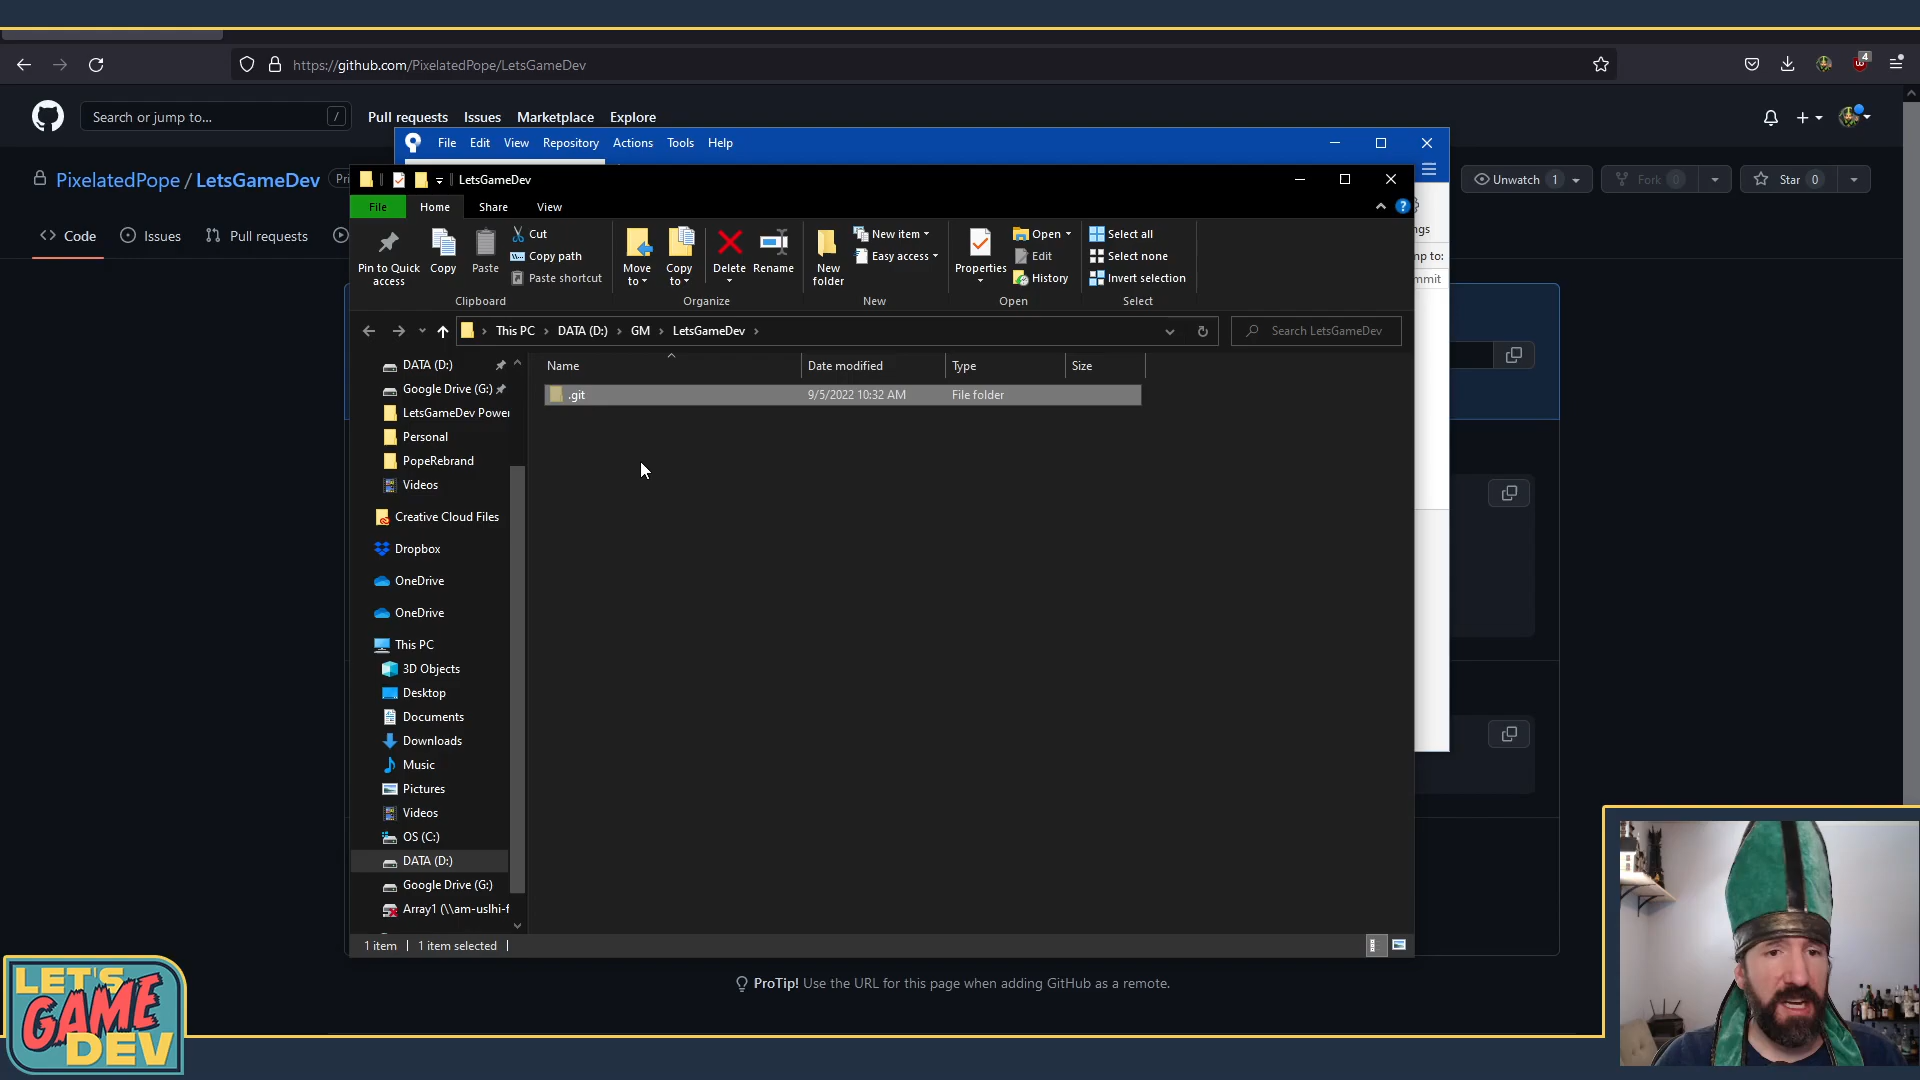 https://github.com/PixelatedPope/LetsGameDev
4
Search or jump to...
/
Pull requests
Issues
Marketplace
Explore
File
Edit
View
Repository
Actions
Tools
Help
PixelatedPope / LetsGameDev
LetsGameDev
Unwatch
1
Fork
0
Star
0
File
Home
Share
View
?
Code
Issues
Pull requests
Pin to Quick access
Copy
Paste
Cut
Copy path
Paste shortcut
Clipboard
Move to
Copy to
Delete
Rename
Organize
New folder
New item
Easy access
New
Properties
Open
Edit
History
Open
Select all
Select none
Invert selection
Select
This PC
DATA (D:)
GM
LetsGameDev
Search LetsGameDev
Name
Date modified
Type
Size
.git
9/5/2022 10:32 AM
File folder
DATA (D:)
Google Drive (G:)
LetsGameDev Power
Personal
PopeRebrand
Videos
Creative Cloud Files
Dropbox
OneDrive
OneDrive
This PC
3D Objects
Desktop
Documents
Downloads
Music
Pictures
Videos
OS (C:)
DATA (D:)
Google Drive (G:)
Array1 (\\am-uslhi-f
1 item
1 item selected
ProTip! Use the URL for this page when adding GitHub as a remote.
LET'S
GAME
DEV